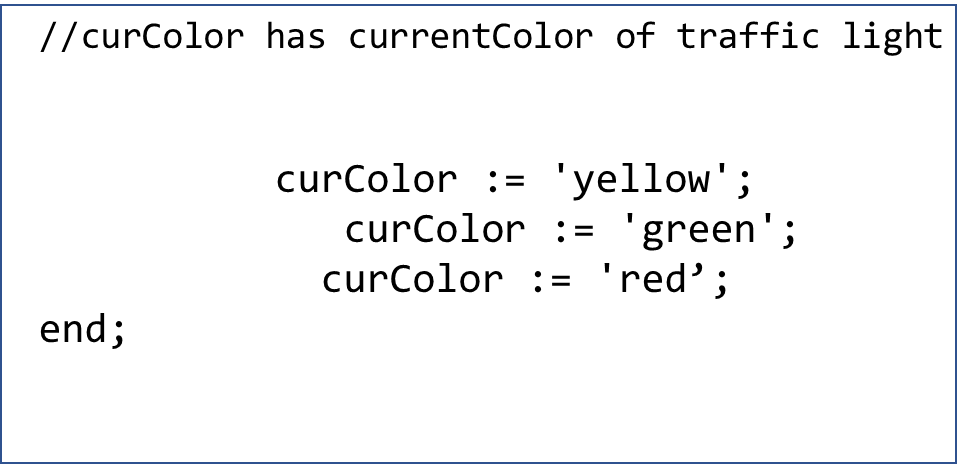 //curColor has currentColor of traffic light
curColor := 'yellow';
curColor := 'green';
curColor := 'red’;
end;